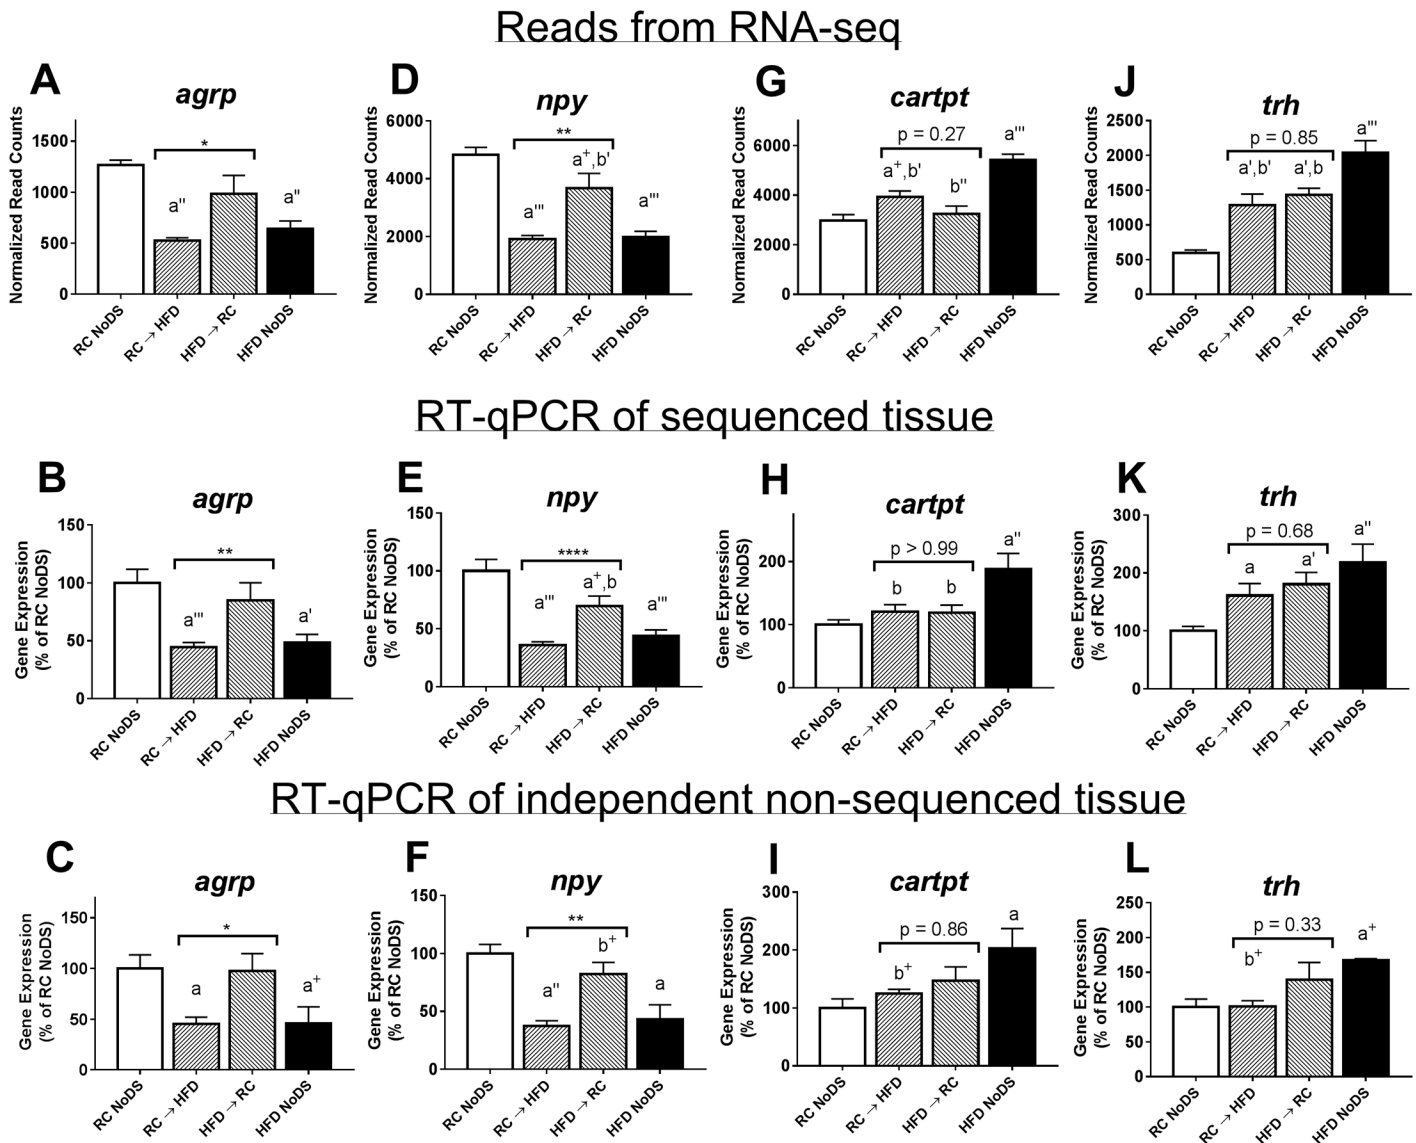 Reads from RNA-seq
A
agrp
Normalized Read Counts
1500
1000
500
0
*
a''
a''
RC NoDS
RC → HFD
HFD → RC
HFD NoDS
D
npy
Normalized Read Counts
6000
4000
2000
0
**
a'''
a+,b'
a'''
RC NoDS
RC → HFD
HFD → RC
HFD NoDS
G
cartpt
Normalized Read Counts
6000
4000
2000
0
p = 0.27
a+,b'
b''
a'''
RC NoDS
RC → HFD
HFD → RC
HFD NoDS
J
trh
Normalized Read Counts
2500
2000
1500
1000
500
0
p = 0.85
a',b'
a',b
a'''
RC NoDS
RC → HFD
HFD → RC
HFD NoDS
RT-qPCR of sequenced tissue
B
agrp
Gene Expression
(% of RC NoDS)
150
100
50
0
**
a'''
a'
RC NoDS
RC → HFD
HFD → RC
HFD NoDS
E
npy
Gene Expression
(% of RC NoDS)
150
100
50
0
****
a'''
a+,b
a'''
RC NoDS
RC → HFD
HFD → RC
HFD NoDS
H
cartpt
Gene Expression
(% of RC NoDS)
200
100
0
p > 0.99
b
b
a''
RC NoDS
RC → HFD
HFD → RC
HFD NoDS
K
trh
Gene Expression
(% of RC NoDS)
300
200
100
0
p = 0.68
a
a'
a''
RC NoDS
RC → HFD
HFD → RC
HFD NoDS
RT-qPCR of independent non-sequenced tissue
C
agrp
Gene Expression
(% of RC NoDS)
150
100
50
0
*
a
a+
RC NoDS
RC → HFD
HFD → RC
HFD NoDS
F
npy
Gene Expression
(% of RC NoDS)
150
100
50
0
**
a''
b+
a
RC NoDS
RC → HFD
HFD → RC
HFD NoDS
I
cartpt
Gene Expression
(% of RC NoDS)
300
200
100
0
p = 0.86
b+
a
RC NoDS
RC → HFD
HFD → RC
HFD NoDS
L
trh
Gene Expression
(% of RC NoDS)
250
200
150
100
50
0
p = 0.33
b+
a+
RC NoDS
RC → HFD
HFD → RC
HFD NoDS